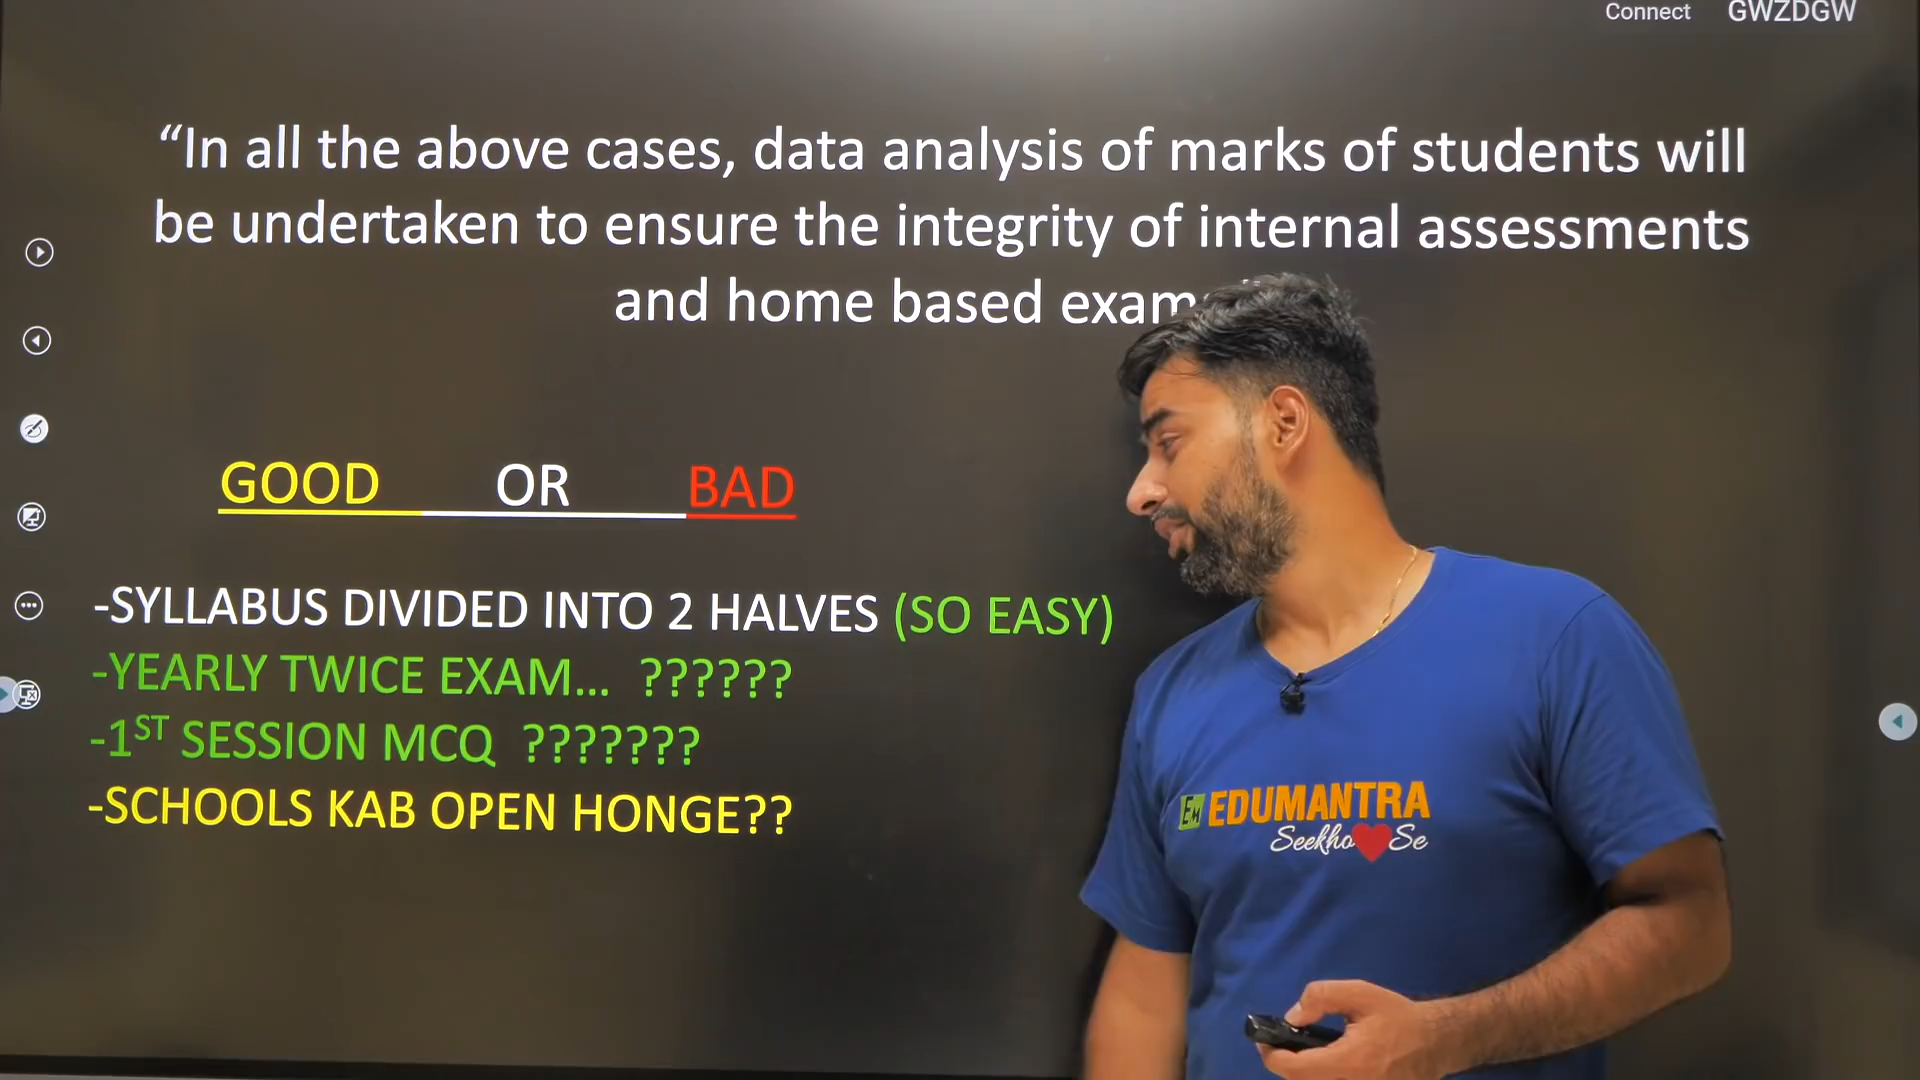 Connect GWZDGW
“In all the above cases, data analysis of marks of students will
be undertaken to ensure the integrity of internal assessments
and home based
GOOD OR BAD
-SYLLABUS DIVIDED INTO 2 HALVES (SO EASY)
-YEARLY TWICE EXAM... ??????
-1ST SESSION MCQ ???????
-SCHOOLS KAB OPEN HONGE??
EM EDUMANTRA
Seekho Se